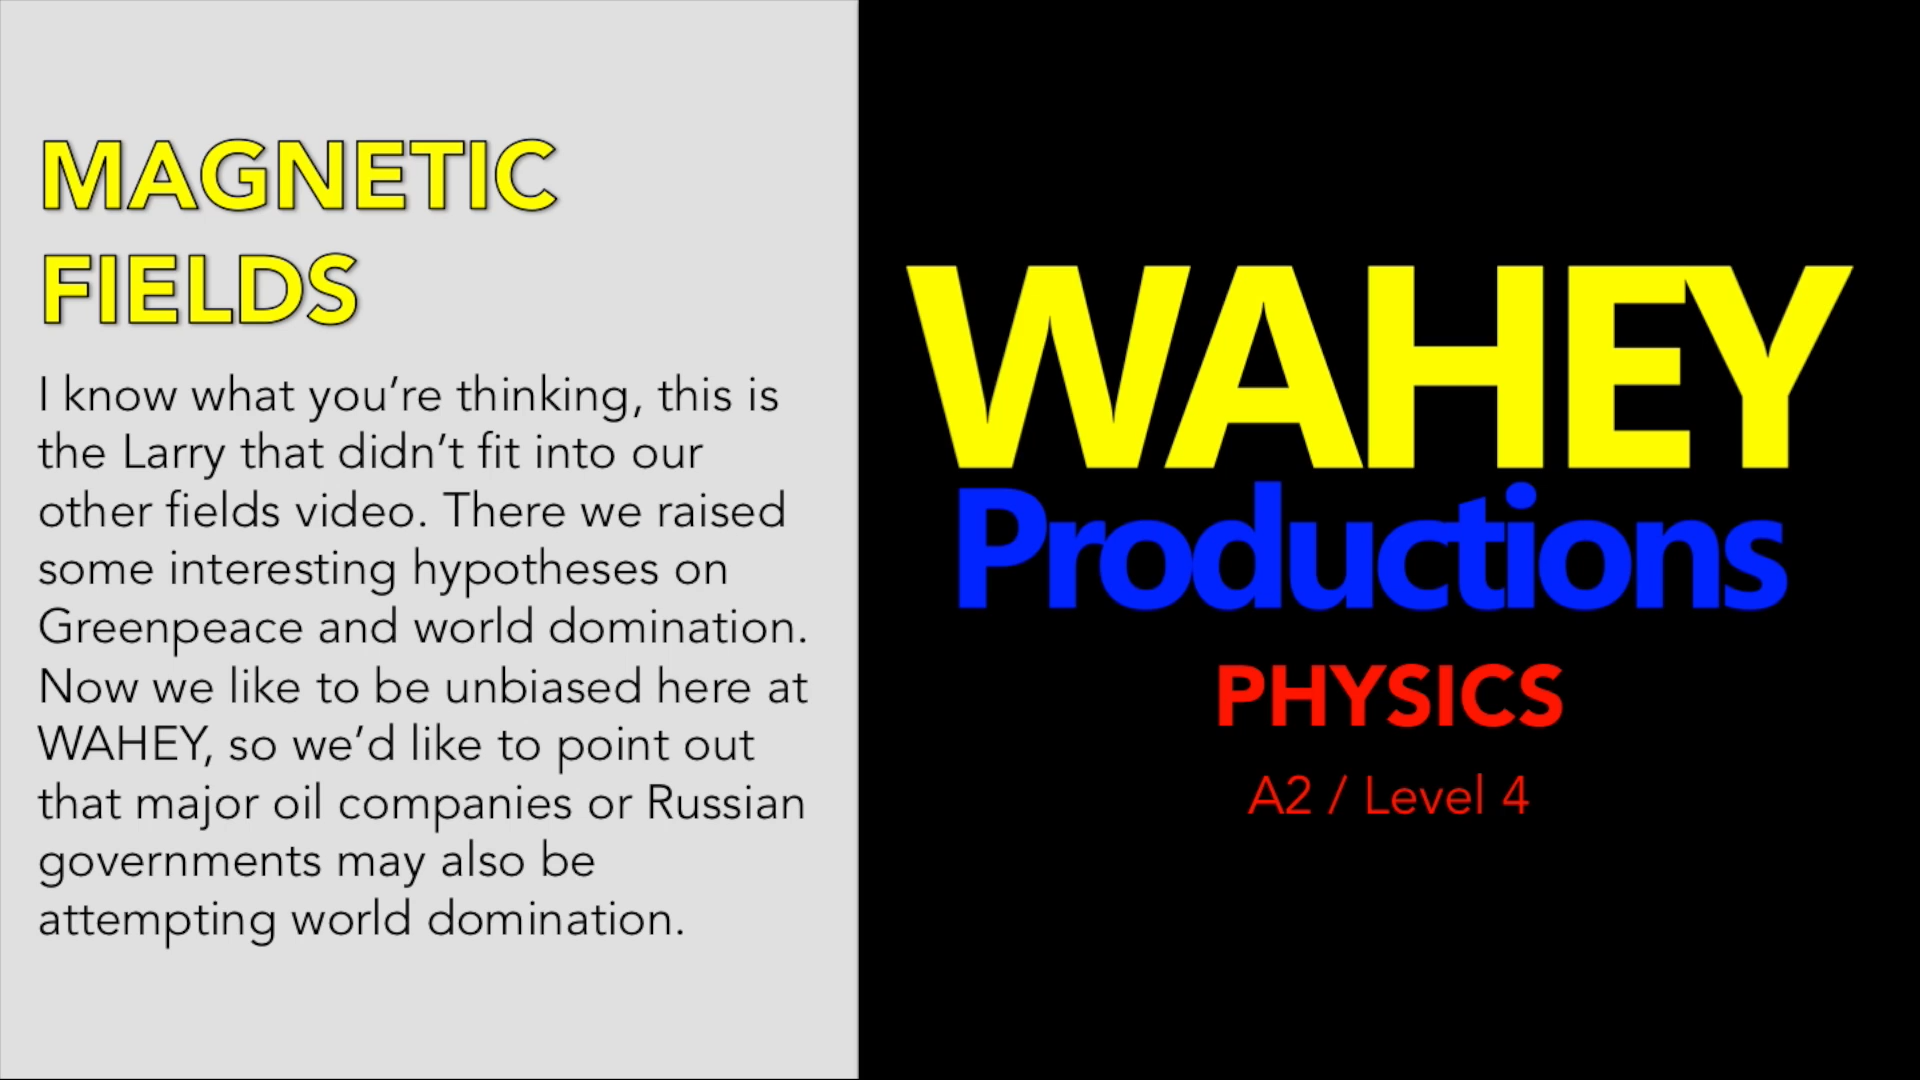 MAGNETIC
FIELDS
I know what you’re thinking, this is
the Larry that didn’t fit into our
other fields video. There we raised
some interesting hypotheses on
Greenpeace and world domination.
Now we like to be unbiased here at
WAHEY, so we’d like to point out
that major oil companies or Russian
governments may also be
attempting world domination.
WAHEY
Productions
PHYSICS
A2 / Level 4